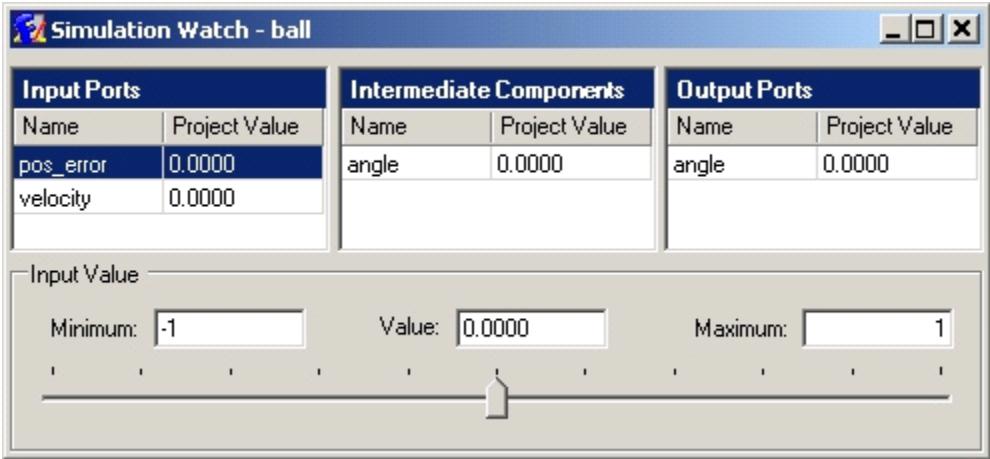 Simulation Watch - ball
Input Ports
Name Project Value
pos_error 0.0000
velocity 0.0000
Intermediate Components
Name Project Value
angle 0.0000
Output Ports
Name Project Value
angle 0.0000
Input Value
Minimum: -1 Value: 0.0000 Maximum: 1